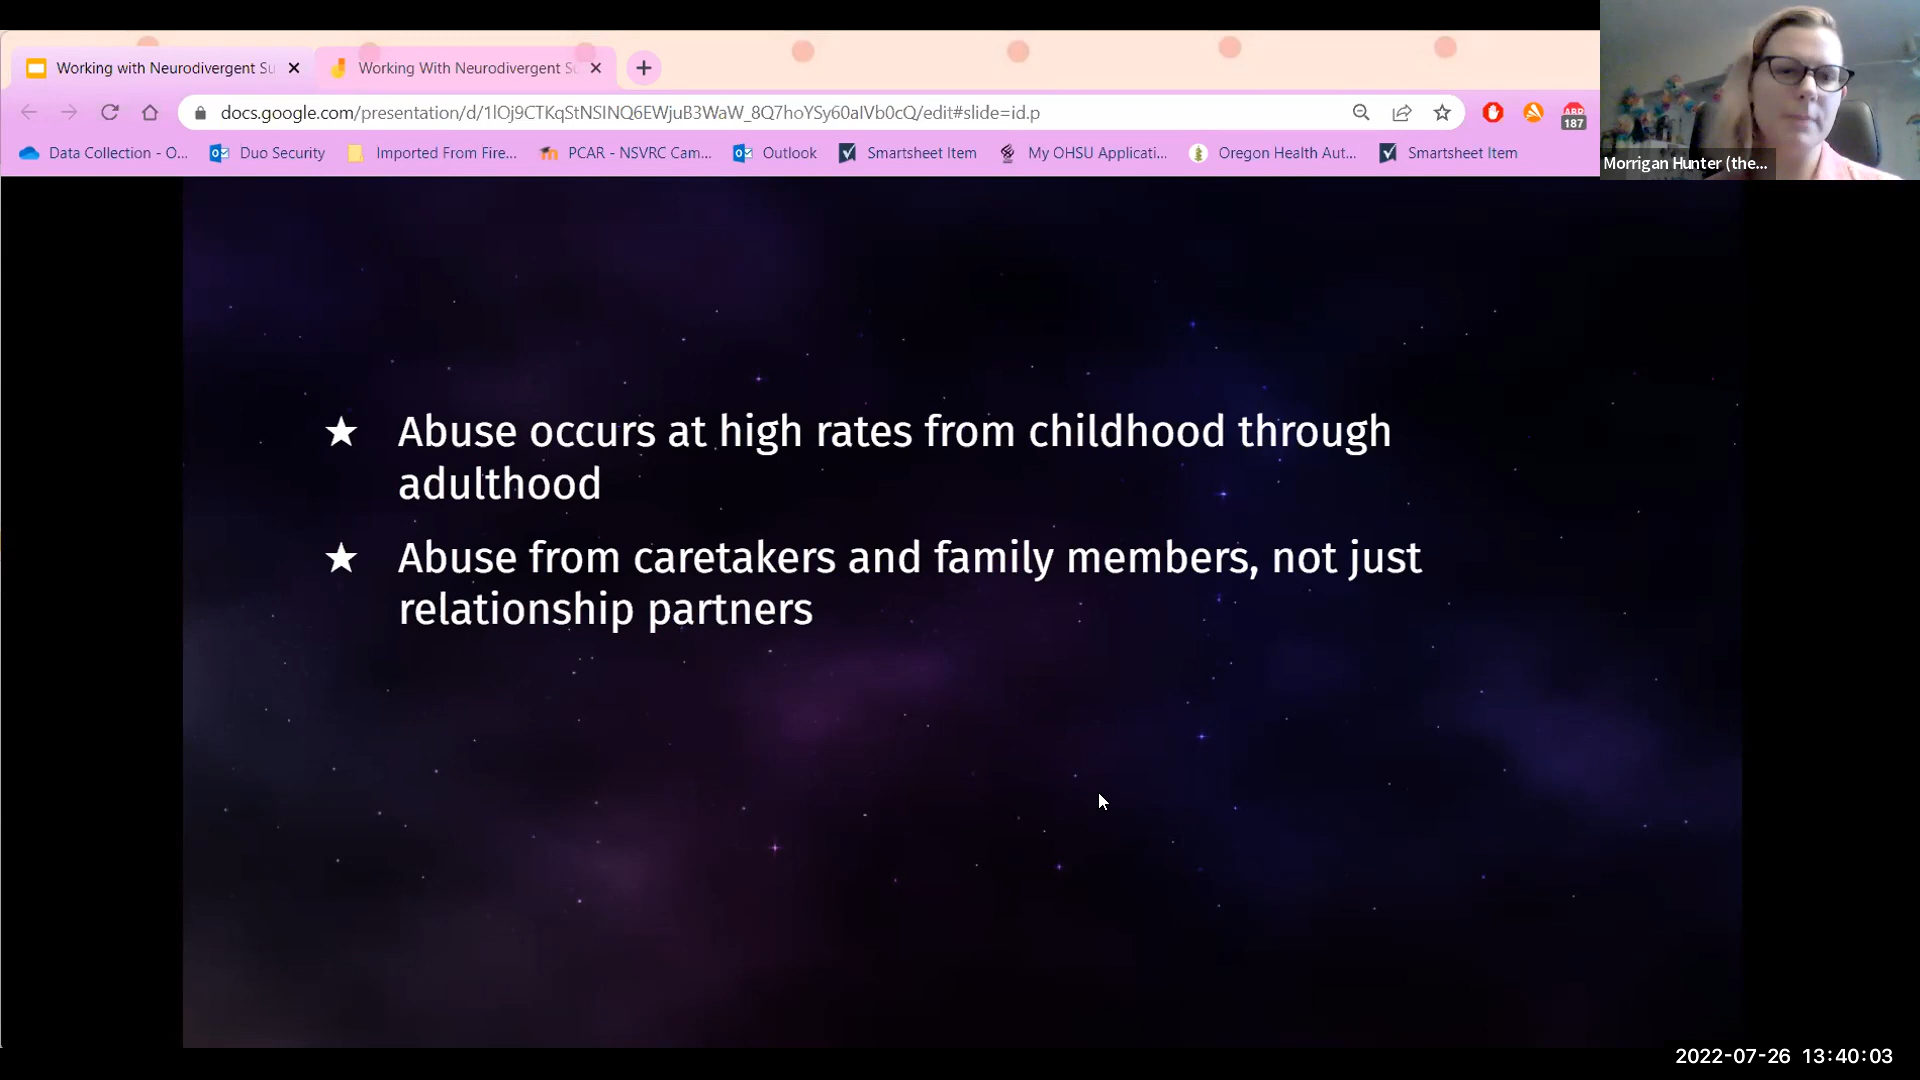 Working with Neurodivergent Su
Working With Neurodivergent S
docs.google.com/presentation/d/1lOj9CTKqStNSINQ6EWjuB3WaW_8Q7hoYSy60aIVb0cQ/edit#slide=id.p
ABP
187
Data Collection - O...
Duo Security
Imported From Fire...
PCAR - NSVRC Cam...
Outlook
Smartsheet Item
My OHSU Applicati...
Oregon Health Aut...
Smartsheet Item
Morrigan Hunter (the...
★ Abuse occurs at high rates from childhood through
adulthood
★ Abuse from caretakers and family members, not just
relationship partners
2022-07-26 13:40:03